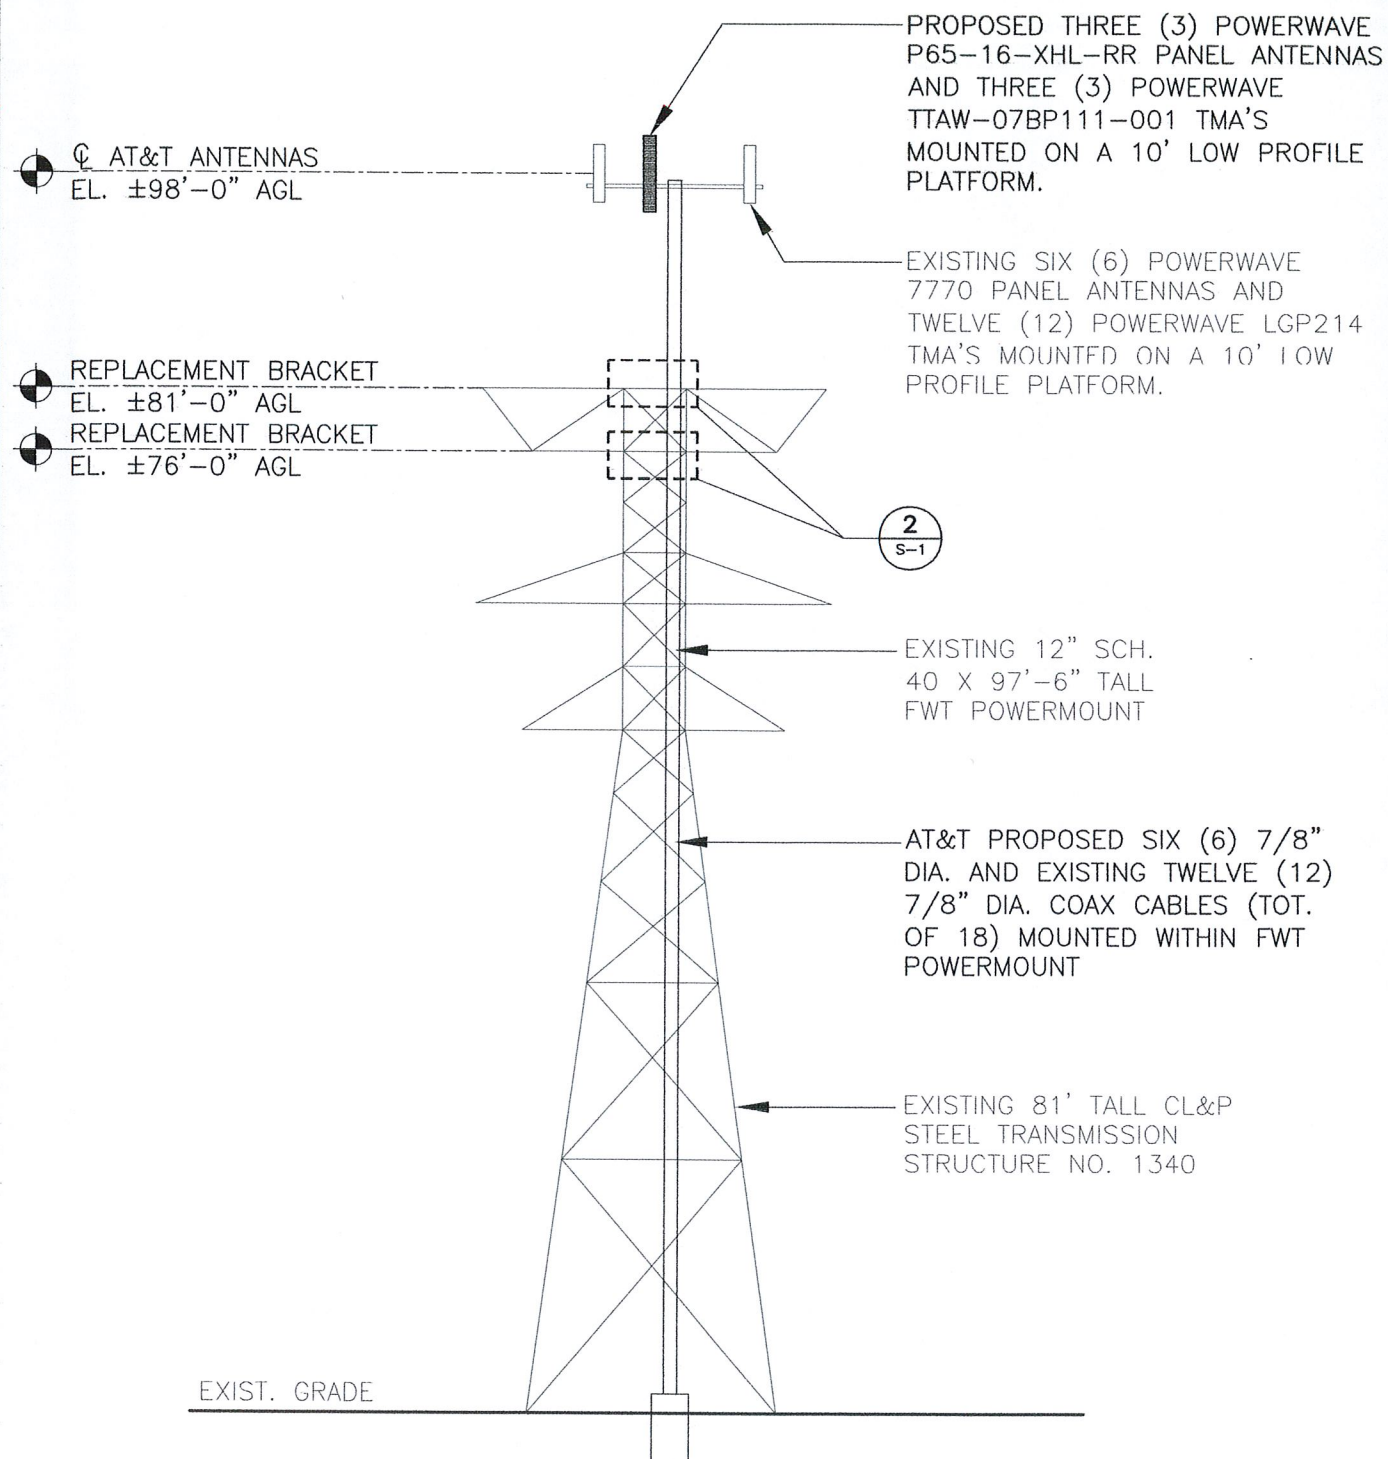 PROPOSED THREE (3) POWERWAVE
P65-16-XHL-RR PANEL ANTENNAS
AND THREE (3) POWERWAVE
TTAW-07BP111-001 TMA'S
MOUNTED ON A 10' LOW PROFILE
PLATFORM.
℄ AT&T ANTENNAS
EL. ±98'-0" AGL
EXISTING SIX (6) POWERWAVE
7770 PANEL ANTENNAS AND
TWELVE (12) POWERWAVE LGP214
TMA'S MOUNTED ON A 10' LOW
PROFILE PLATFORM.
REPLACEMENT BRACKET
EL. ±81'-0" AGL
REPLACEMENT BRACKET
EL. ±76'-0" AGL
2
S-1
EXISTING 12" SCH.
40 X 97'-6" TALL
FWT POWERMOUNT
AT&T PROPOSED SIX (6) 7/8"
DIA. AND EXISTING TWELVE (12)
7/8" DIA. COAX CABLES (TOT.
OF 18) MOUNTED WITHIN FWT
POWERMOUNT
EXISTING 81' TALL CL&P
STEEL TRANSMISSION
STRUCTURE NO. 1340
EXIST. GRADE